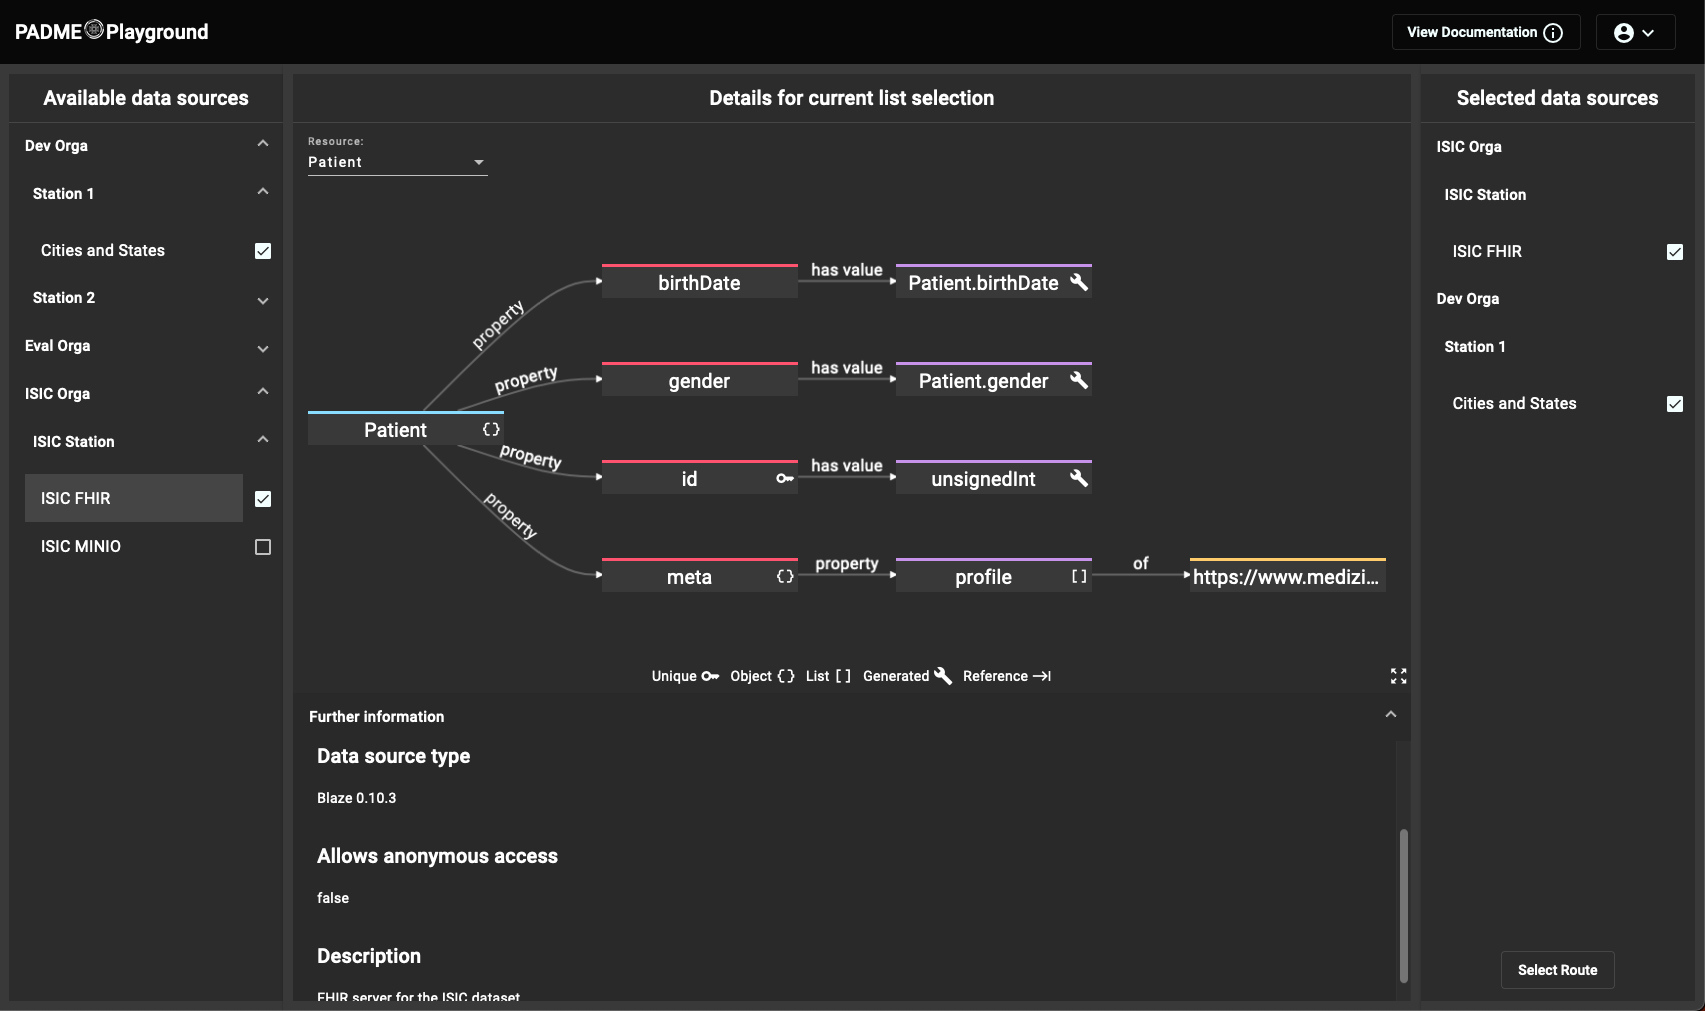 PADME Playground
View Documentation
Available data sources
Dev Orga
Station 1
Cities and States
Station 2
Eval Orga
ISIC Orga
ISIC Station
ISIC FHIR
ISIC MINIO
Details for current list selection
Resource:
Patient
birthDate
has value
Patient.birthDate
property
gender
has value
Patient.gender
property
Patient {}
property
id
has value
unsignedInt
property
meta {}
property
profile []
of
https://www.medizi...
Unique Object {} List [] Generated Reference
Further information
Data source type
Blaze 0.10.3
Allows anonymous access
false
Description
FHIR server for the ISIC dataset
Selected data sources
ISIC Orga
ISIC Station
ISIC FHIR
Dev Orga
Station 1
Cities and States
Select Route